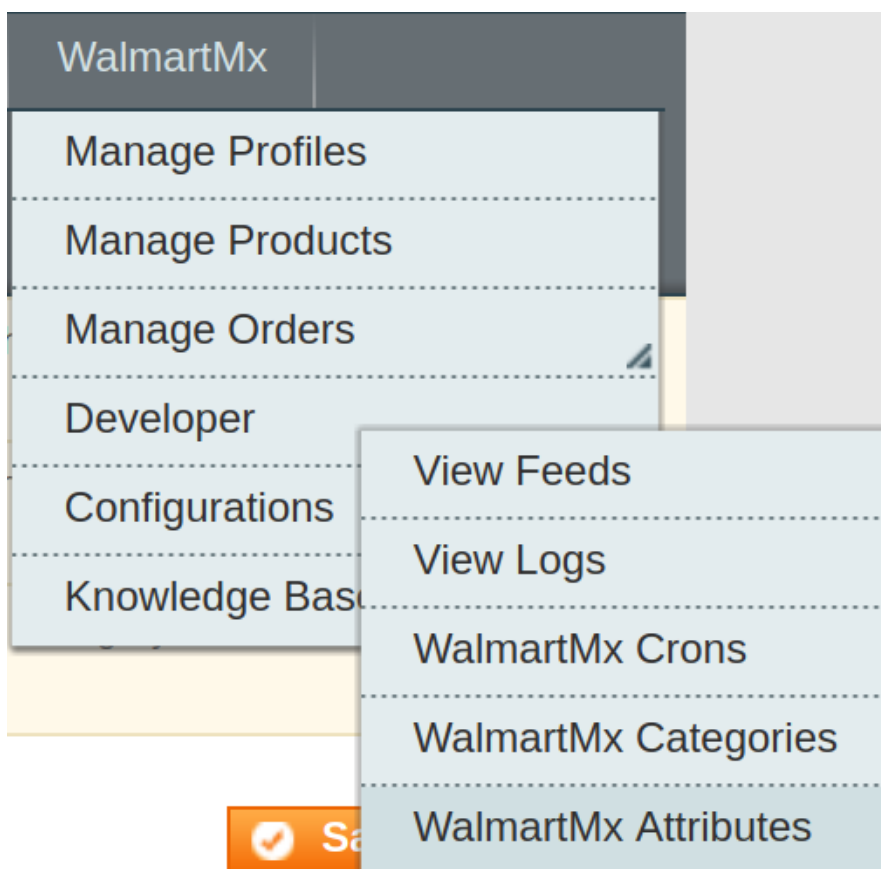 WalmartMx
Manage Profiles
Manage Products
Manage Orders
Developer
Configurations
Knowledge
View Feeds
View Logs
WalmartMx Crons
WalmartMx Categories
WalmartMx Attributes